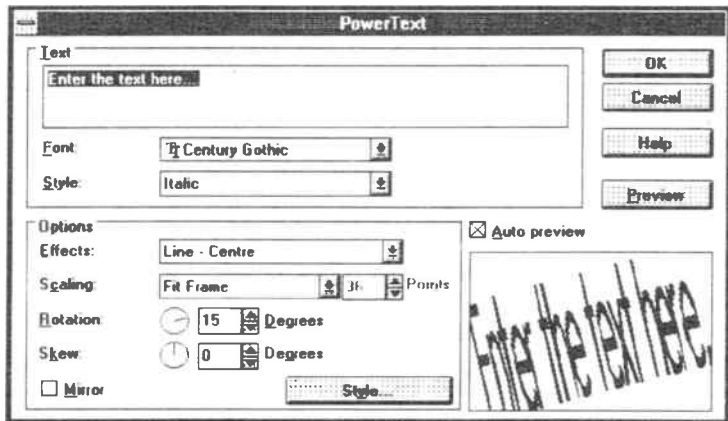 PowerText
Text
Enter the text here...
Font:
Century Gothic
Style:
Italic
OK
Cancel
Help
Preview
Options
Effects:
Line - Centre
Scaling:
Fit Frame
36
Points
Rotation:
15
Degrees
Skew:
0
Degrees
Mirror
Style...
Auto preview
Enter the text here